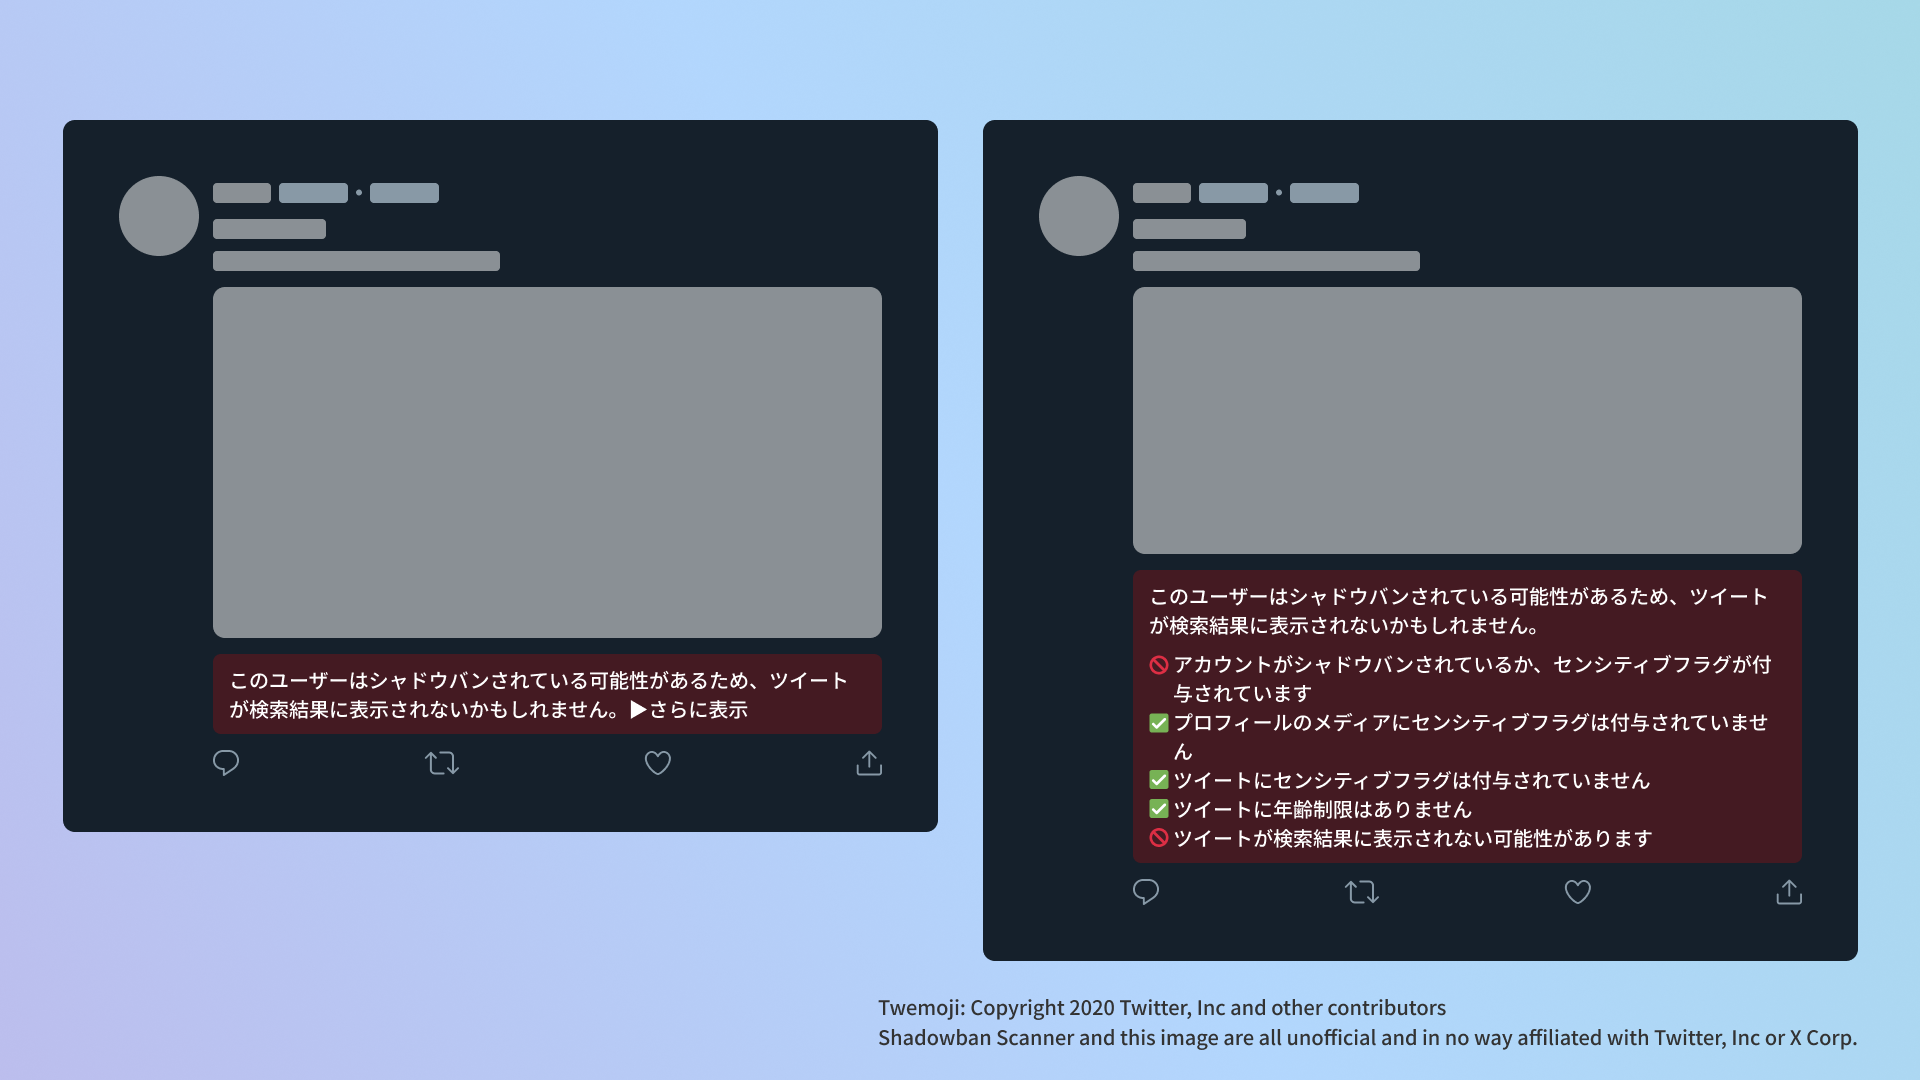 このユーザーはシャドウバンされている可能性があるため、ツイート
が検索結果に表示されないかもしれません。▶さらに表示
このユーザーはシャドウバンされている可能性があるため、ツイート
が検索結果に表示されないかもしれません。
🚫アカウントがシャドウバンされているか、センシティブフラグが付
与されています
✅プロフィールのメディアにセンシティブフラグは付与されていませ
ん
✅ツイートにセンシティブフラグは付与されていません
✅ツイートに年齢制限はありません
🚫ツイートが検索結果に表示されない可能性があります
Twemoji: Copyright 2020 Twitter, Inc and other contributors
Shadowban Scanner and this image are all unofficial and in no way affiliated with Twitter, Inc or X Corp.